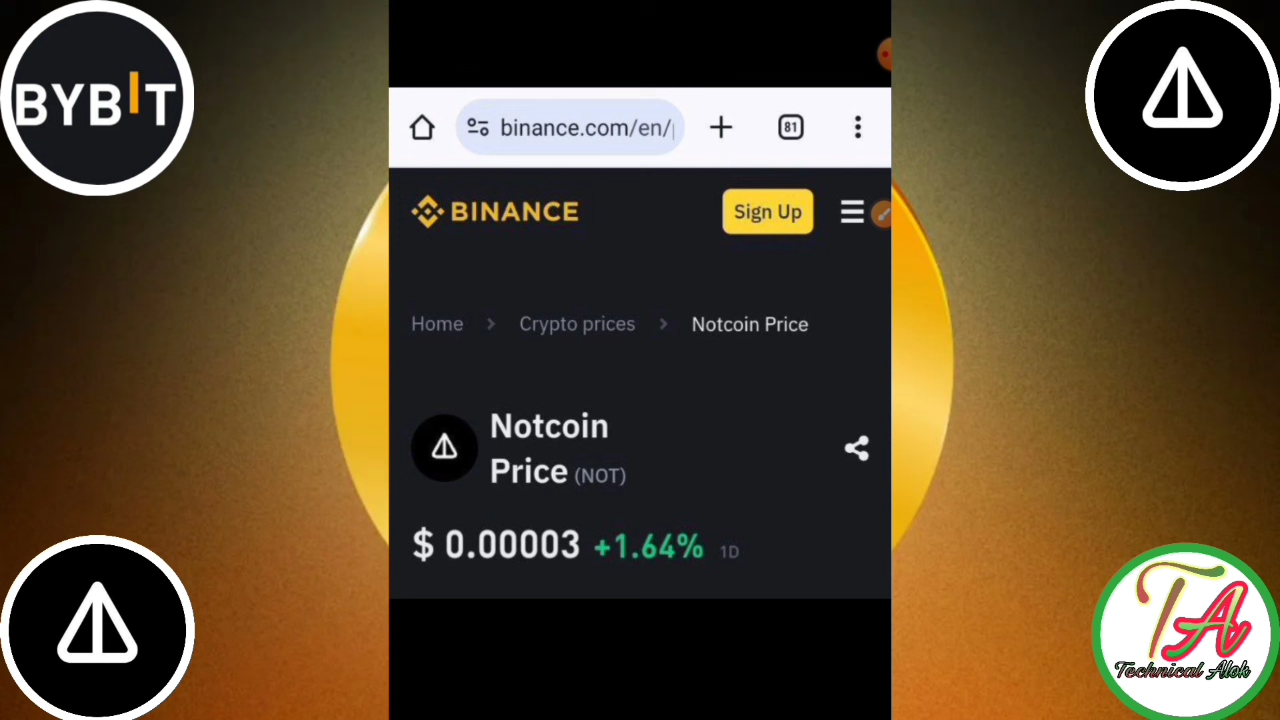 BYBIT
81
binance.com/en/
BINANCE
Sign Up
Home > Crypto prices > Notcoin Price
Notcoin
Price (NOT)
$ 0.00003 +1.64% 1D
TA
Technical Alok